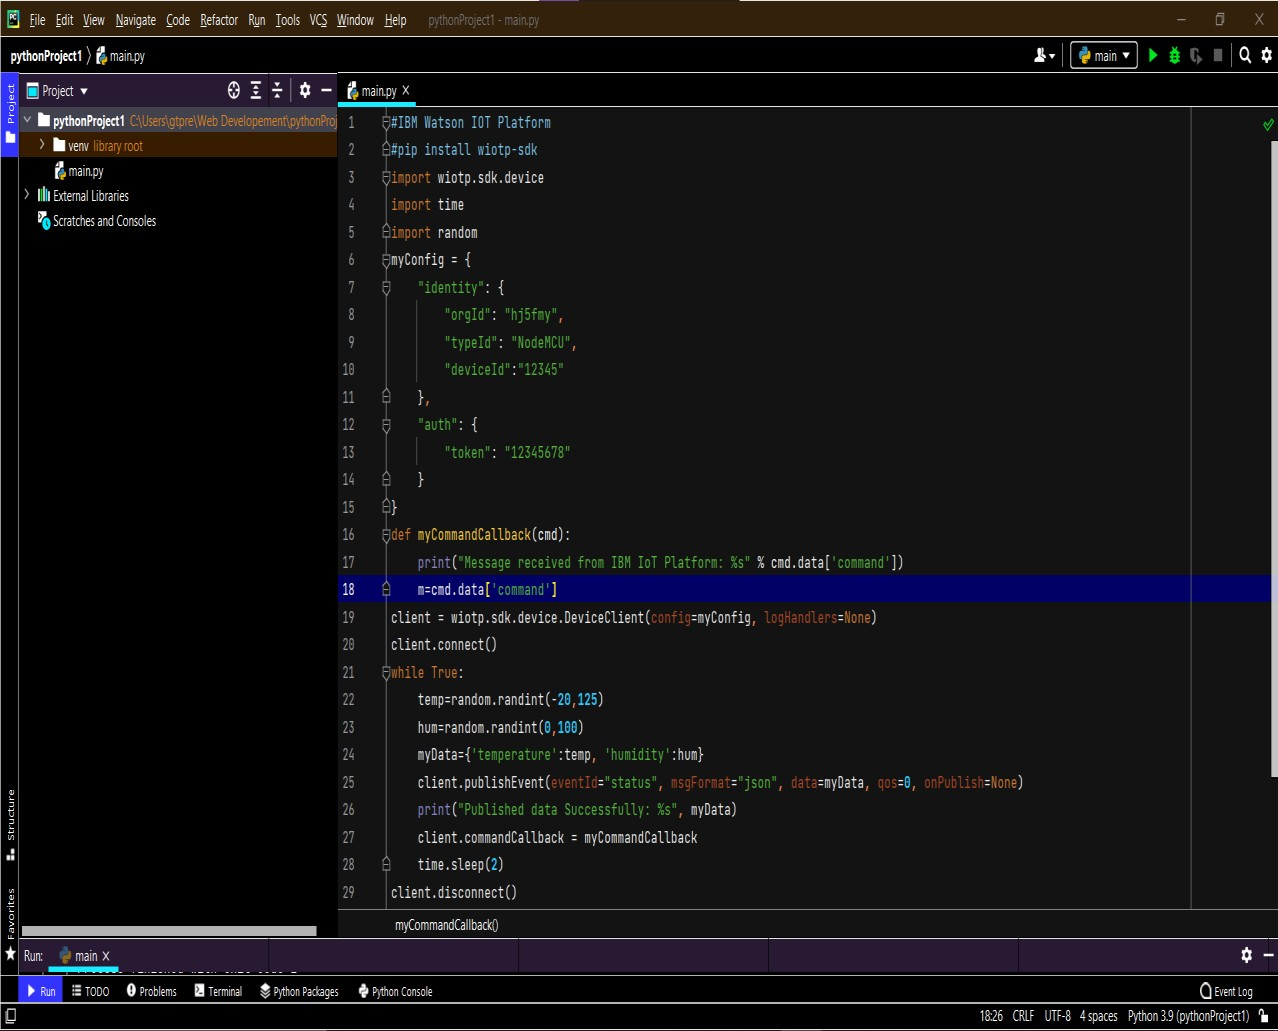 PC File Edit View Navigate Code Refactor Run Tools VCS Window Help pythonProject1 - main.py
pythonProject1 main.py
main
Project
Project
main.py
pythonProject1 C:\Users\gtpre\Web Developement\pythonProj
venv library root
main.py
External Libraries
Scratches and Consoles
1 #IBM Watson IOT Platform
2 #pip install wiotp-sdk
3 import wiotp.sdk.device
4 import time
5 import random
6 myConfig = {
7 "identity": {
8 "orgId": "hj5fmy",
9 "typeId": "NodeMCU",
10 "deviceId":"12345"
11 },
12 "auth": {
13 "token": "12345678"
14 }
15 }
16 def myCommandCallback(cmd):
17 print("Message received from IBM IoT Platform: %s" % cmd.data['command'])
18 m=cmd.data['command']
19 client = wiotp.sdk.device.DeviceClient(config=myConfig, logHandlers=None)
20 client.connect()
21 while True:
22 temp=random.randint(-20,125)
23 hum=random.randint(0,100)
24 myData={'temperature':temp, 'humidity':hum}
25 client.publishEvent(eventId="status", msgFormat="json", data=myData, qos=0, onPublish=None)
26 print("Published data Successfully: %s", myData)
27 client.commandCallback = myCommandCallback
28 time.sleep(2)
29 client.disconnect()
myCommandCallback()
Structure
Favorites
Run: main
Run TODO Problems Terminal Python Packages Python Console Event Log
18:26 CRLF UTF-8 4 spaces Python 3.9 (pythonProject1)